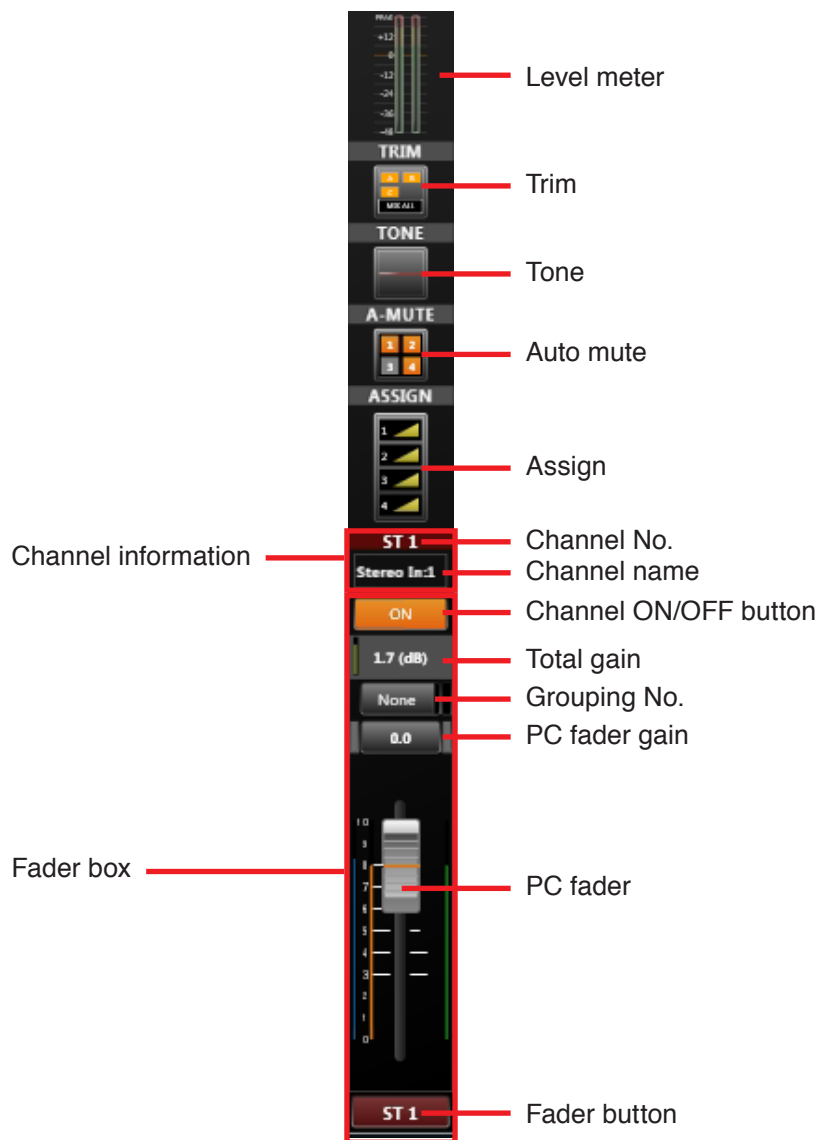 PEAK
+12
0
-12
-24
-36
-48
Level meter
TRIM
A B
C
MIX ALL
Trim
TONE
Tone
A-MUTE
1 2
3 4
Auto mute
ASSIGN
1
2
3
4
Assign
Channel information
ST 1
Channel No.
Stereo In:1
Channel name
ON
Channel ON/OFF button
1.7 (dB)
Total gain
None
Grouping No.
0.0
PC fader gain
10
9
8
7
6
5
4
3
2
1
0
Fader box
PC fader
ST 1
Fader button